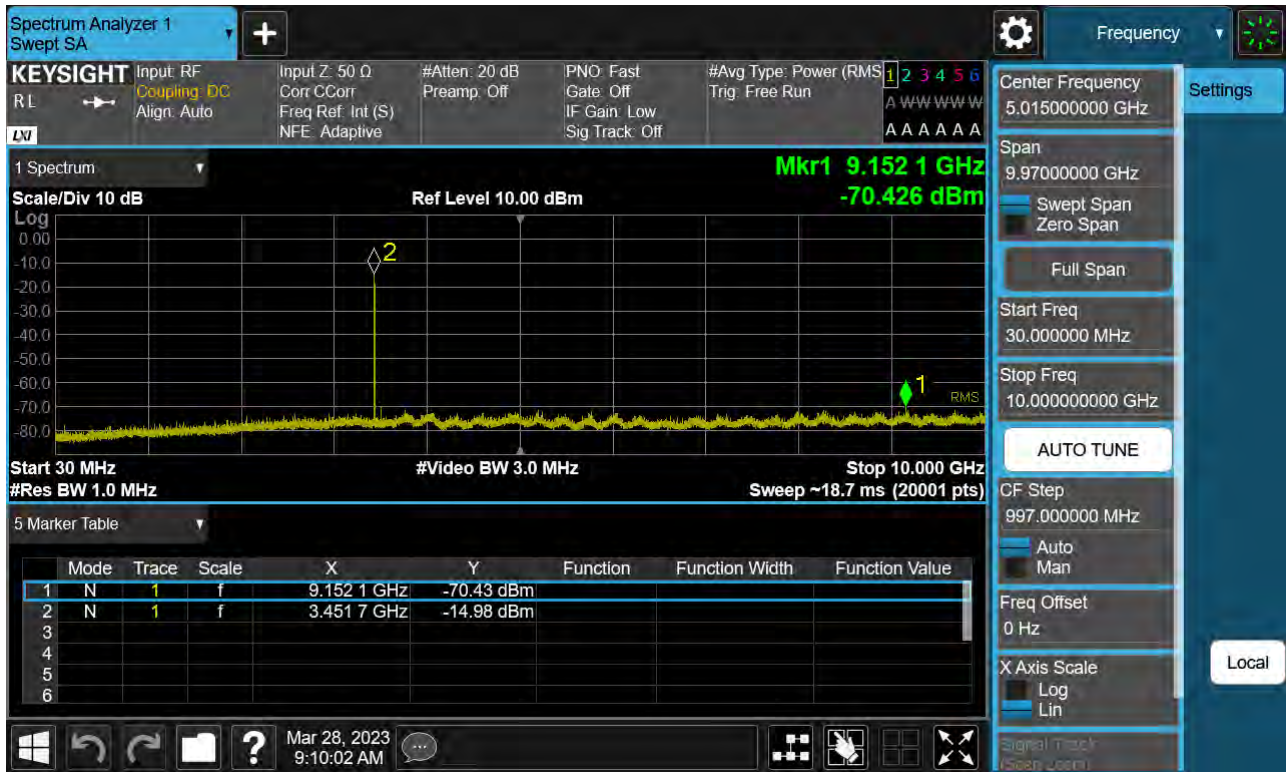 Spectrum Analyzer 1
Swept SA
+
Frequency
KEYSIGHT
RL
LXI
Input: RF
Coupling: DC
Align: Auto
Input Z: 50 Ω
Corr CCorr
Freq Ref: Int (S)
NFE: Adaptive
#Atten: 20 dB
Preamp: Off
PNO: Fast
Gate: Off
IF Gain: Low
Sig Track: Off
#Avg Type: Power (RMS
Trig: Free Run
1 2 3 4 5 6
A W W W W W
A A A A A A
1 Spectrum
Scale/Div 10 dB
Ref Level 10.00 dBm
Mkr1 9.152 1 GHz
-70.426 dBm
Log
0.00
-10.0
-20.0
-30.0
-40.0
-50.0
-60.0
-70.0
-80.0
2
1
RMS
Start 30 MHz
#Video BW 3.0 MHz
Stop 10.000 GHz
#Res BW 1.0 MHz
Sweep ~18.7 ms (20001 pts)
5 Marker Table
Mode Trace Scale X Y Function Function Width Function Value
1 N 1 f 9.152 1 GHz -70.43 dBm
2 N 1 f 3.451 7 GHz -14.98 dBm
3
4
5
6
Center Frequency
5.015000000 GHz
Settings
Span
9.97000000 GHz
Swept Span
Zero Span
Full Span
Start Freq
30.000000 MHz
Stop Freq
10.000000000 GHz
AUTO TUNE
CF Step
997.000000 MHz
Auto
Man
Freq Offset
0 Hz
X Axis Scale
Log
Lin
Signal Track
(Span Zoom)
Local
?
Mar 28, 2023
9:10:02 AM